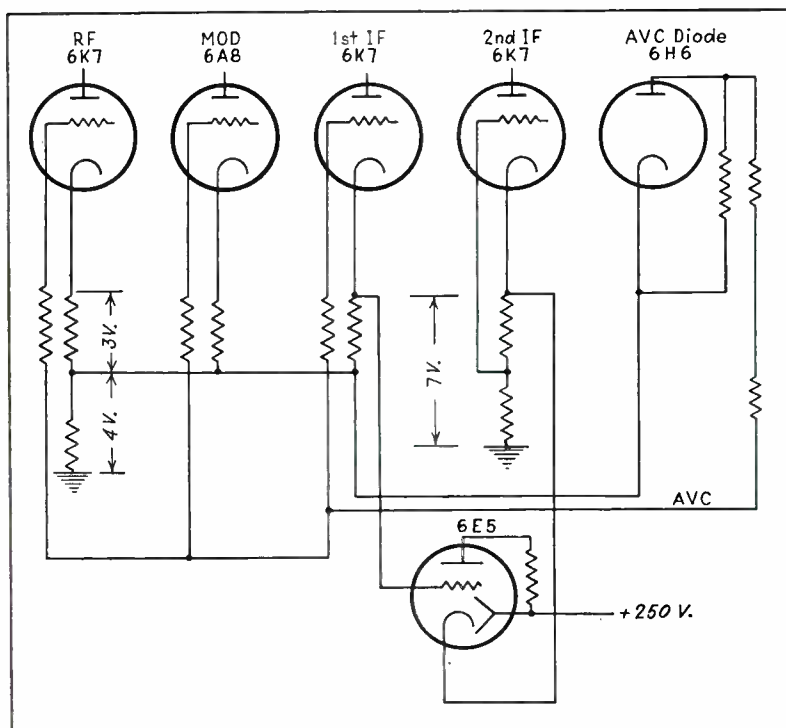 RF
6K7
MOD
6A8
1st IF
6K7
2nd IF
6K7
AVC Diode
6H6
3V.
4V.
7V.
AVC
6E5
+250 V.